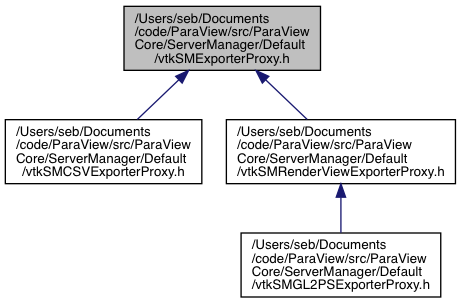 /Users/seb/Documents
/code/ParaView/src/ParaView
Core/ServerManager/Default
/vtkSMExporterProxy.h
/Users/seb/Documents
/code/ParaView/src/ParaView
Core/ServerManager/Default
/vtkSMCSVExporterProxy.h
/Users/seb/Documents
/code/ParaView/src/ParaView
Core/ServerManager/Default
/vtkSMRenderViewExporterProxy.h
/Users/seb/Documents
/code/ParaView/src/ParaView
Core/ServerManager/Default
/vtkSMGL2PSExporterProxy.h